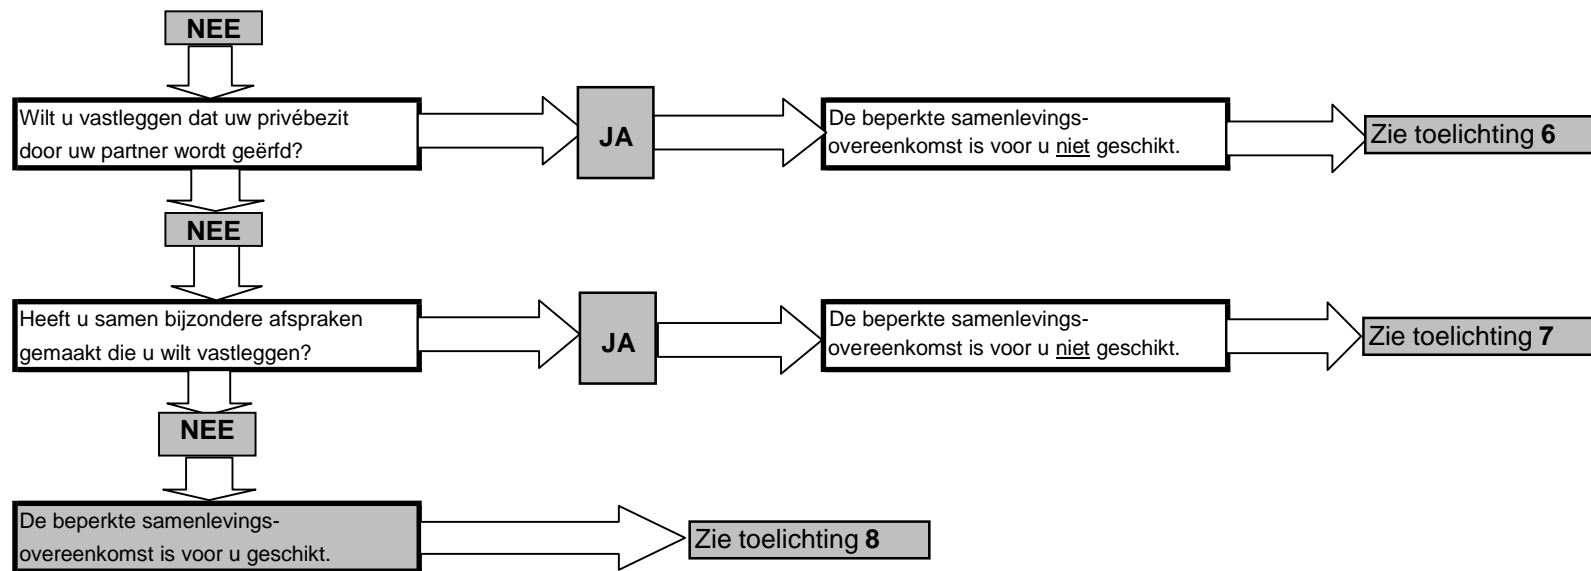 NEE
Wilt u vastleggen dat uw privébezit
door uw partner wordt geërfd?
JA
De beperkte samenlevings-
overeenkomst is voor u niet geschikt.
Zie toelichting 6
NEE
Heeft u samen bijzondere afspraken
gemaakt die u wilt vastleggen?
JA
De beperkte samenlevings-
overeenkomst is voor u niet geschikt.
Zie toelichting 7
NEE
De beperkte samenlevings-
overeenkomst is voor u geschikt.
Zie toelichting 8